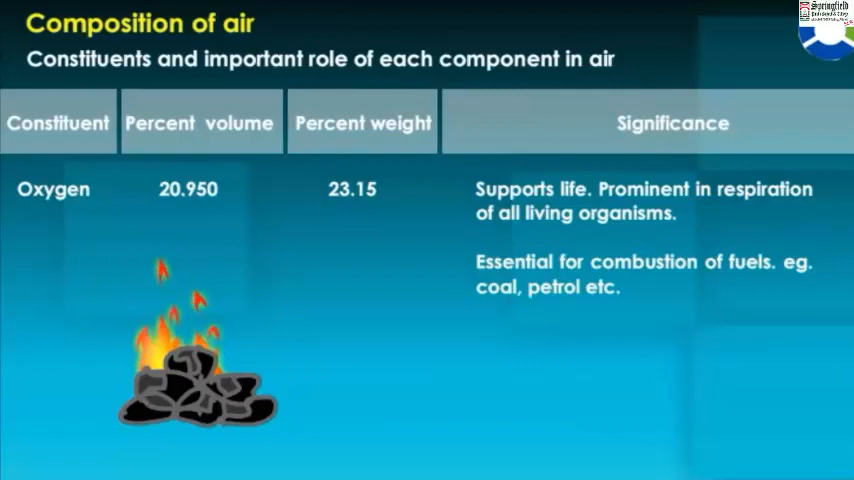 Springfield
Composition of air
Constituents and important role of each component in air
Constituent Percent volume Percent weight Significance
Oxygen 20.950 23.15 Supports life. Prominent in respiration
of all living organisms.
Essential for combustion of fuels. eg.
coal, petrol etc.